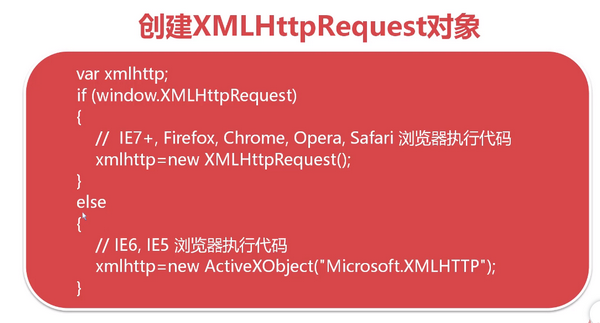 创建XMLHttpRequest对象
var xmlhttp;
if (window.XMLHttpRequest)
{
//  IE7+, Firefox, Chrome, Opera, Safari 浏览器执行代码
xmlhttp=new XMLHttpRequest();
}
else
{
// IE6, IE5 浏览器执行代码
xmlhttp=new ActiveXObject("Microsoft.XMLHTTP");
}